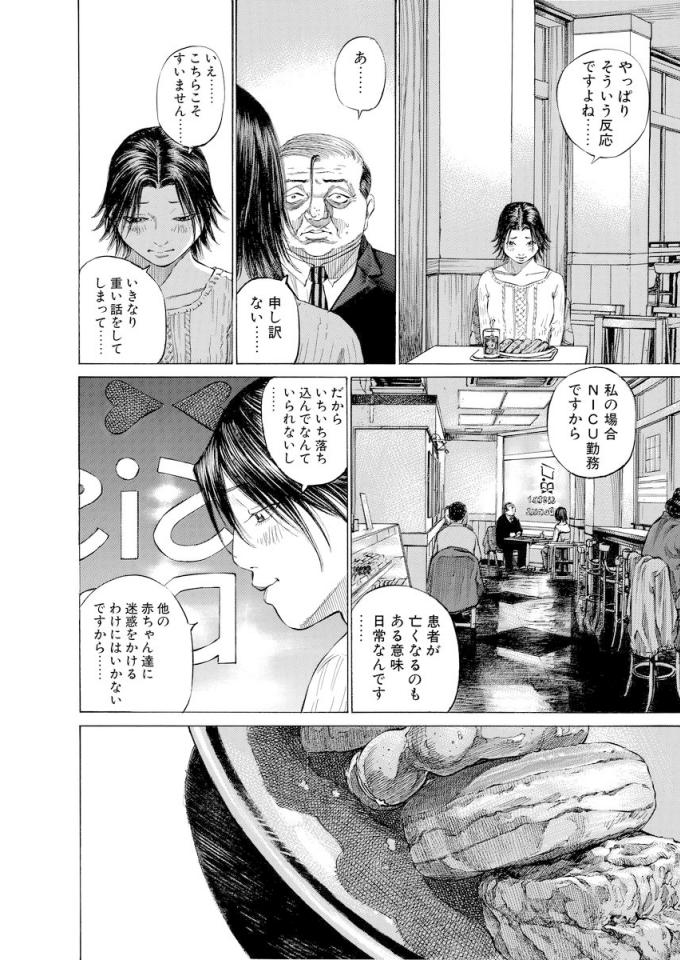 やっぱり
そういう反応
ですよね……
あ……
申し訳
ない……
いえ……
こちらこそ
すいません……
いきなり
重い話をして
しまって……
私の場合
NICU勤務
ですから
患者が
亡くなるのも
ある意味
日常なんです
……
だから
いちいち落ち
込んでなんて
いられないし
他の
赤ちゃん達に
迷惑をかける
わけにはいかない
ですから……